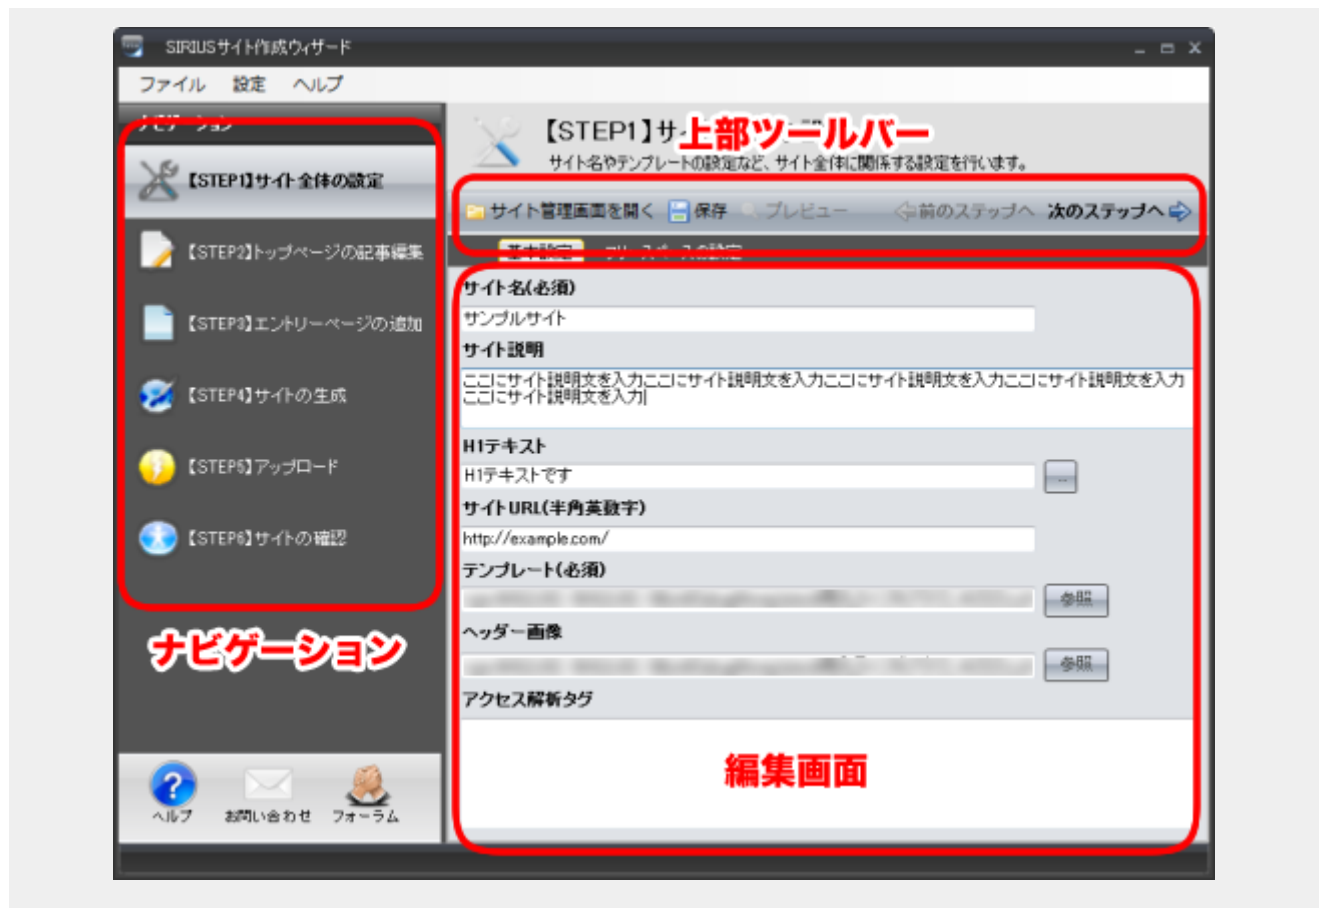 SIRIUSサイト作成ウィザード
ファイル 設定 ヘルプ
【STEP1】サイト全体の設定
【STEP2】トップページの記事編集
【STEP3】エントリーページの追加
【STEP4】サイトの生成
【STEP5】アップロード
【STEP6】サイトの確認
ナビゲーション
ヘルプ お問い合わせ フォーラム
【STEP1】サ
上部ツールバー
サイト名やテンプレートの設定など、サイト全体に関係する設定を行います。
サイト管理画面を開く 保存 プレビュー 前のステップへ 次のステップへ
基本設定 フリースペースの設定
サイト名(必須)
サンプルサイト
サイト説明
ここにサイト説明文を入力ここにサイト説明文を入力ここにサイト説明文を入力ここにサイト説明文を入力
ここにサイト説明文を入力
H1テキスト
H1テキストです
...
サイトURL(半角英数字)
http://example.com/
テンプレート(必須)
参照
ヘッダー画像
参照
アクセス解析タグ
編集画面